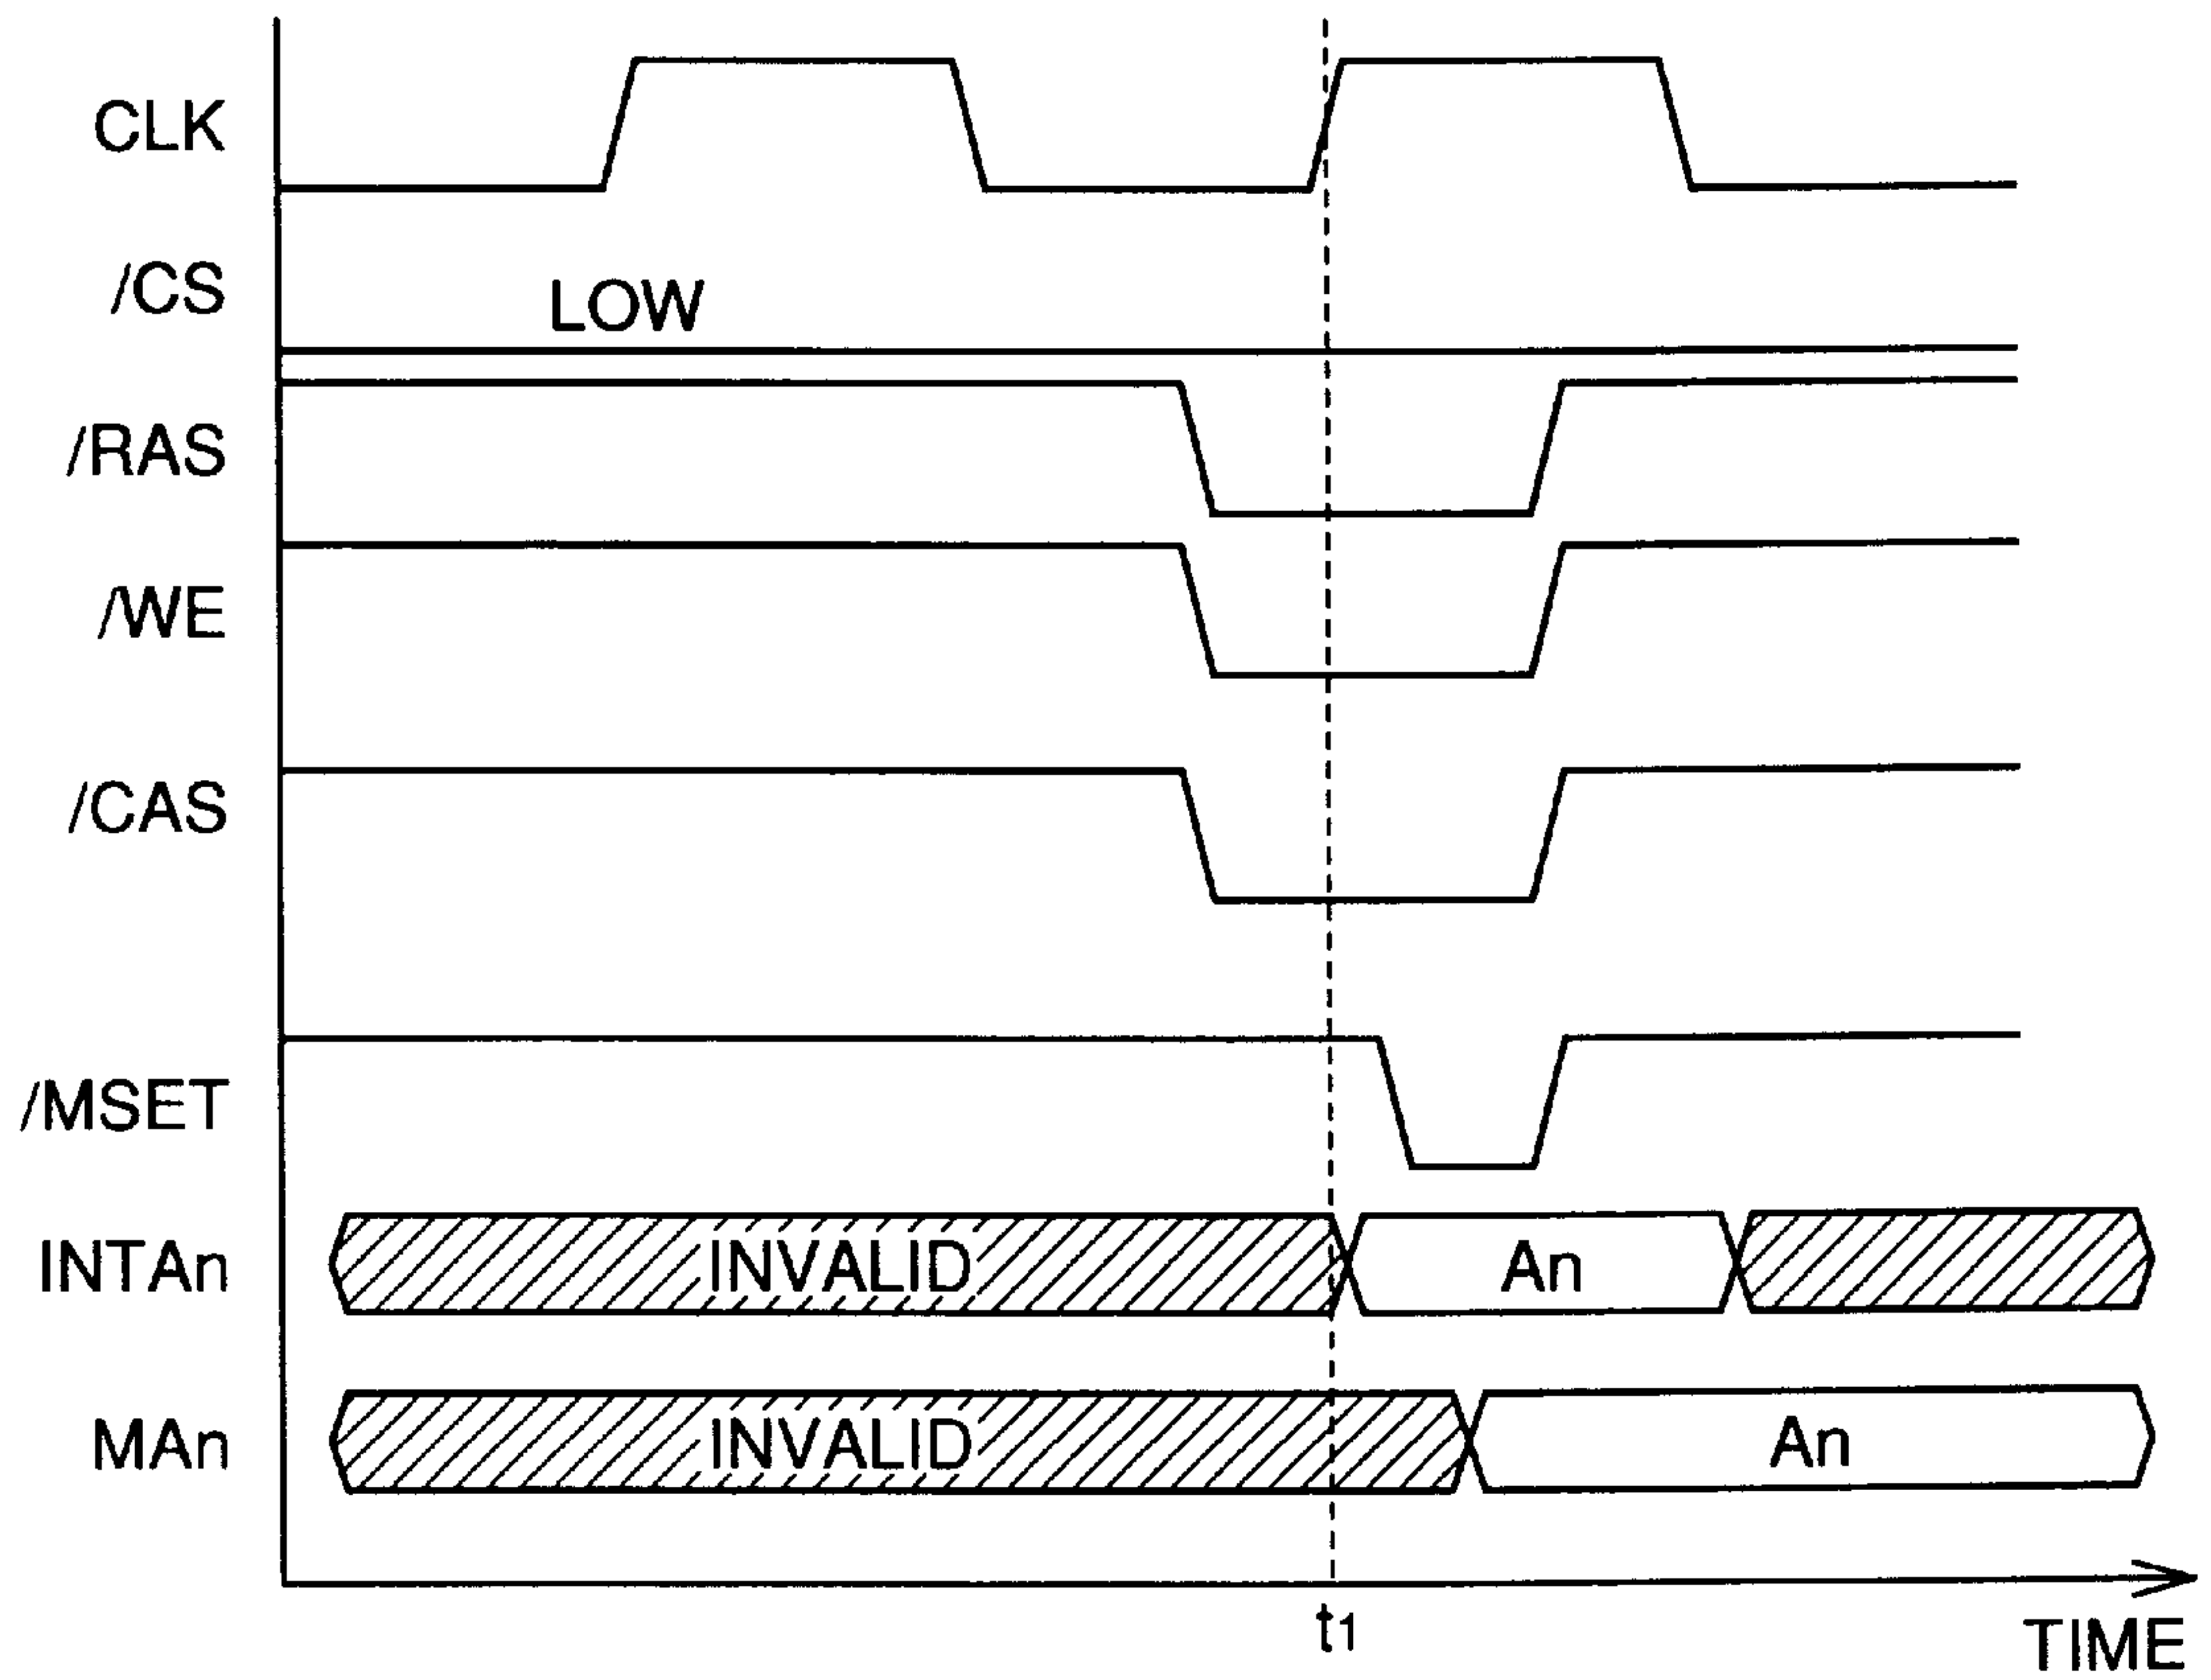 CLK
/CS
LOW
/RAS
/WE
/CAS
/MSET
INTAn INVALID An
MAn INVALID An
t1
TIME